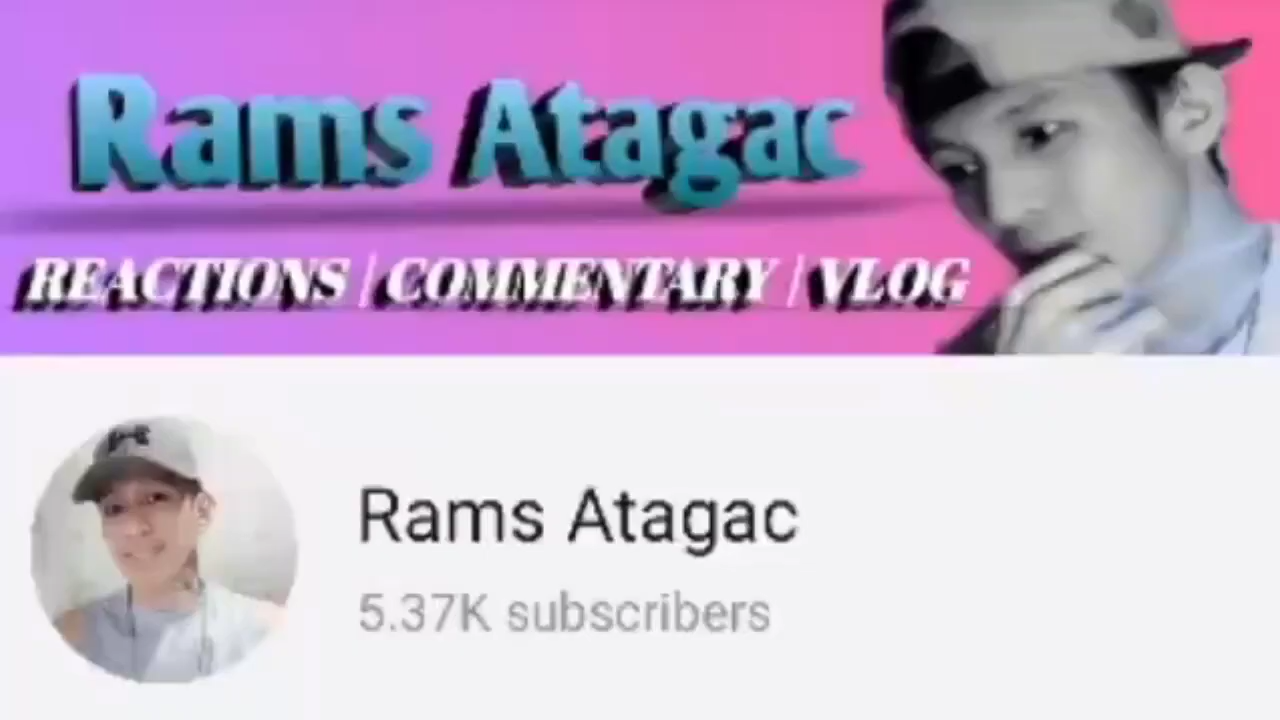 Rams Atagac
REACTIONS | COMMENTARY | VLOG
Rams Atagac
5.37K subscribers